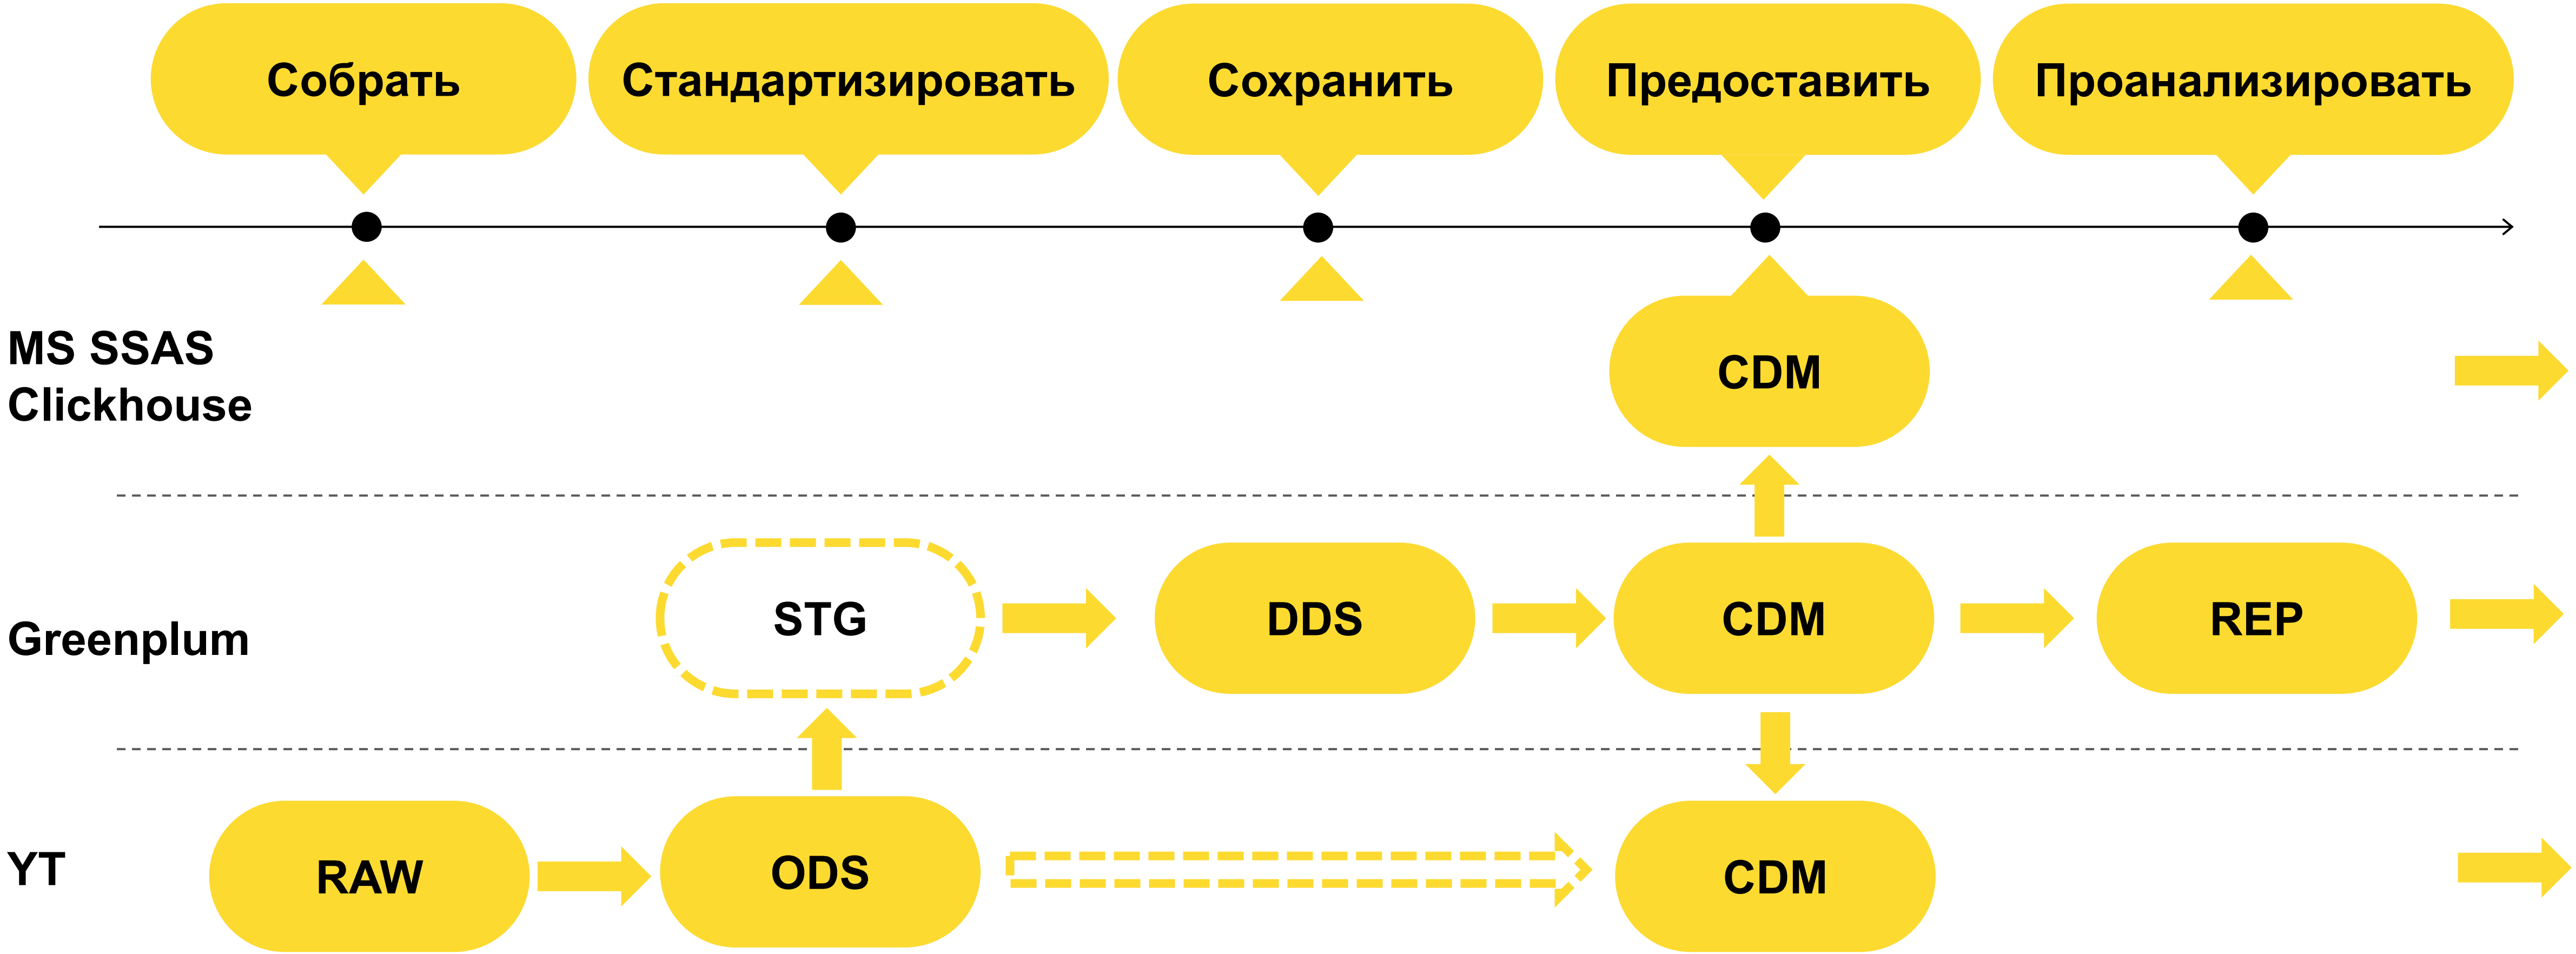 Собрать
Стандартизировать
Сохранить
Предоставить
Проанализировать
MS SSAS
Clickhouse
CDM
Greenplum
STG
DDS
CDM
REP
YT
RAW
ODS
CDM